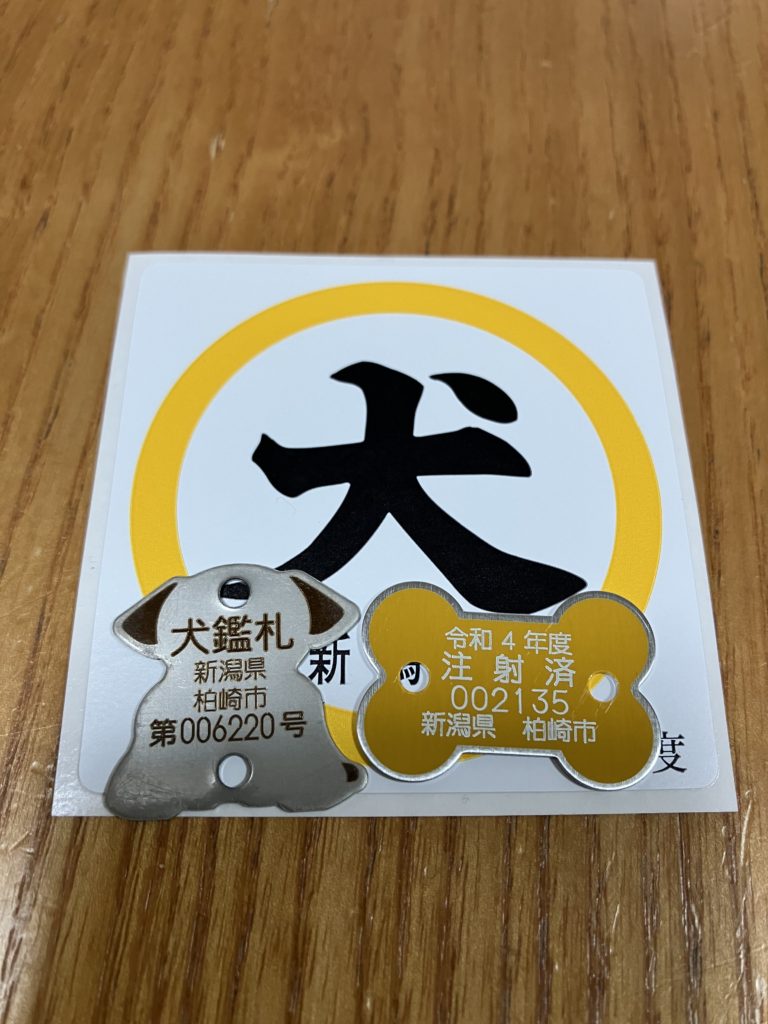 犬
犬鑑札
新潟県
柏崎市
第006220号
新
令和4年度
注射済
002135
新潟県 柏崎市
度